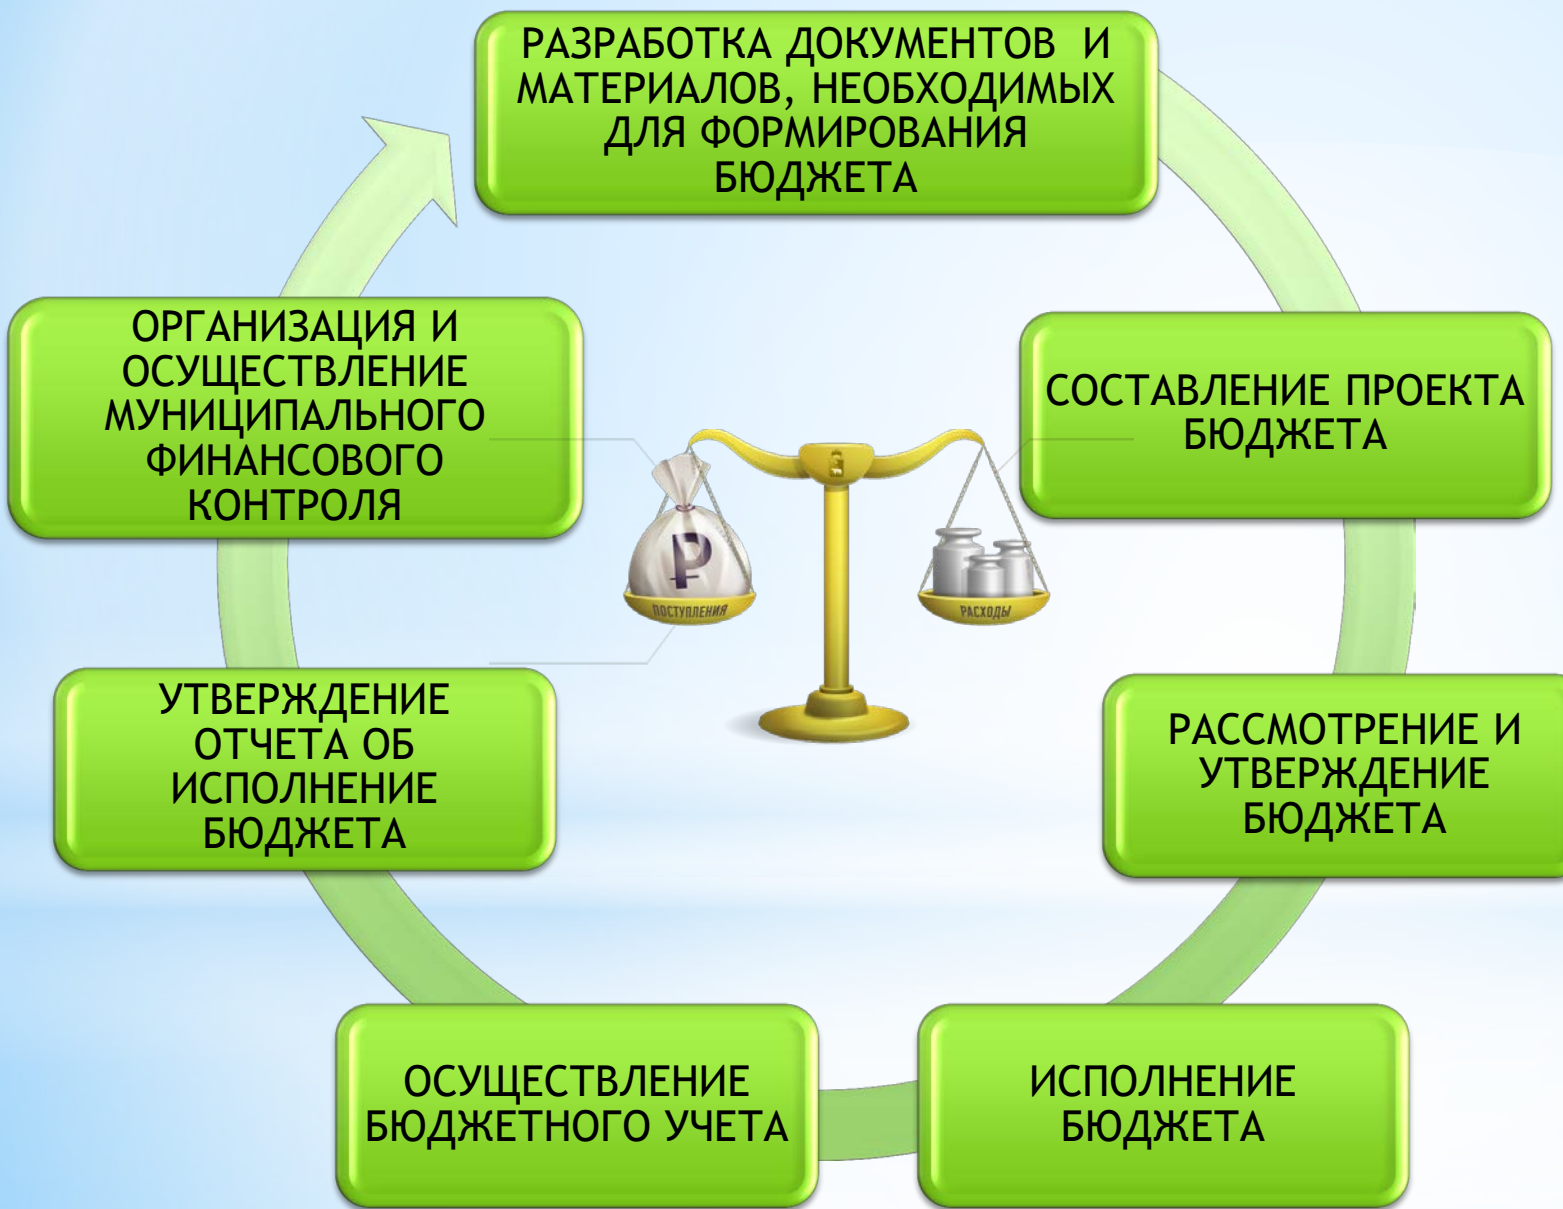 РАЗРАБОТКА ДОКУМЕНТОВ И
МАТЕРИАЛОВ, НЕОБХОДИМЫХ
ДЛЯ ФОРМИРОВАНИЯ
БЮДЖЕТА
СОСТАВЛЕНИЕ ПРОЕКТА
БЮДЖЕТА
РАССМОТРЕНИЕ И
УТВЕРЖДЕНИЕ
БЮДЖЕТА
ИСПОЛНЕНИЕ
БЮДЖЕТА
ОСУЩЕСТВЛЕНИЕ
БЮДЖЕТНОГО УЧЕТА
УТВЕРЖДЕНИЕ
ОТЧЕТА ОБ
ИСПОЛНЕНИЕ
БЮДЖЕТА
ОРГАНИЗАЦИЯ И
ОСУЩЕСТВЛЕНИЕ
МУНИЦИПАЛЬНОГО
ФИНАНСОВОГО
КОНТРОЛЯ
₽
ПОСТУПЛЕНИЯ
РАСХОДЫ